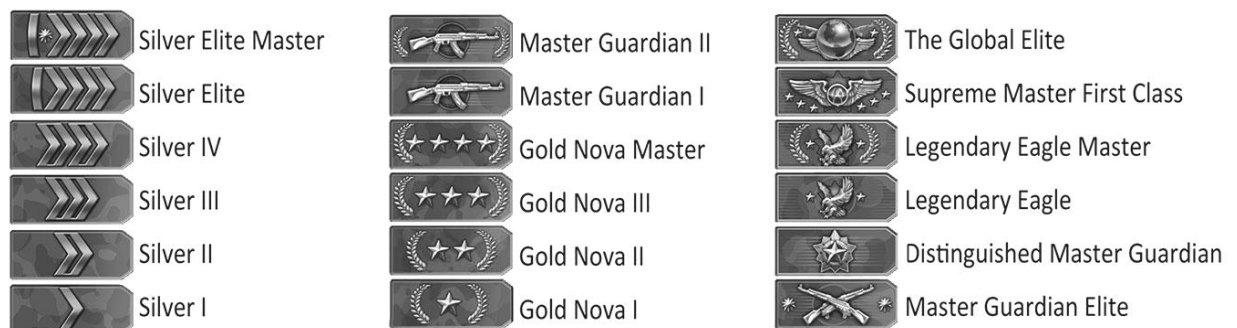 Silver Elite Master
Silver Elite
Silver IV
Silver III
Silver II
Silver I
Master Guardian II
Master Guardian I
Gold Nova Master
Gold Nova III
Gold Nova II
Gold Nova I
The Global Elite
Supreme Master First Class
Legendary Eagle Master
Legendary Eagle
Distinguished Master Guardian
Master Guardian Elite